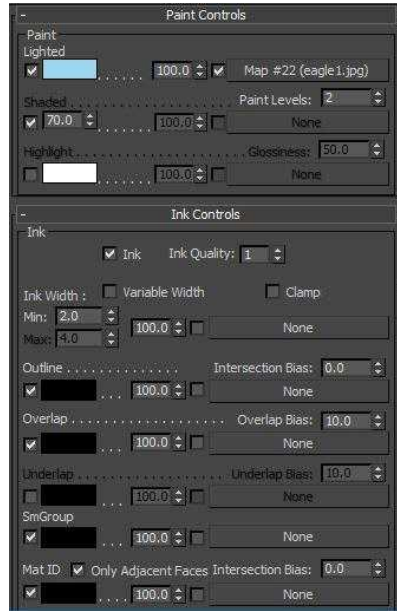 - Paint Controls
Paint
Lighted
...... 100.0 Map #22 (eagle1.jpg)
Shaded ............ Paint Levels: 2
70.0 ....... 100.0 None
Highlight ................ Glossiness: 50.0
....... 100.0 None
- Ink Controls
Ink
Ink Ink Quality: 1
Ink Width : Variable Width Clamp
Min: 2.0
Max: 4.0 100.0 None
Outline .............. Intersection Bias: 0.0
... 100.0 None
Overlap .................... Overlap Bias: 10.0
... 100.0 None
Underlap ................... Underlap Bias: 10.0
... 100.0 None
SmGroup
... 100.0 None
Mat ID Only Adjacent Faces Intersection Bias: 0.0
... 100.0 None